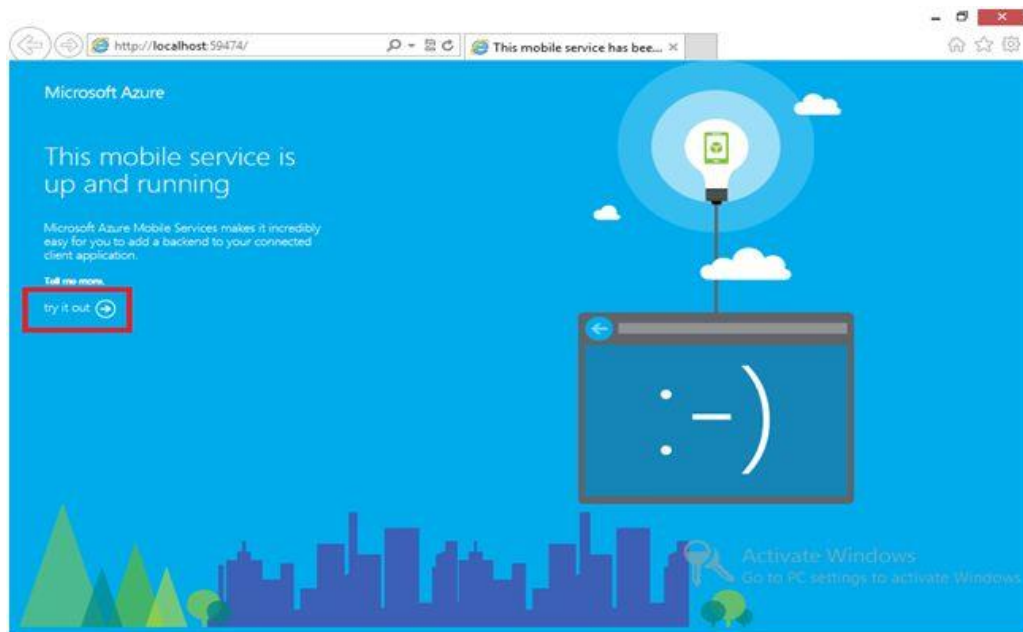 http://localhost:59474/
This mobile service has bee...
Microsoft Azure
This mobile service is
up and running
Microsoft Azure Mobile Services makes it incredibly
easy for you to add a backend to your connected
client application.
Tell me more.
try it out
:-)
Activate Windows
Go to PC settings to activate Windows